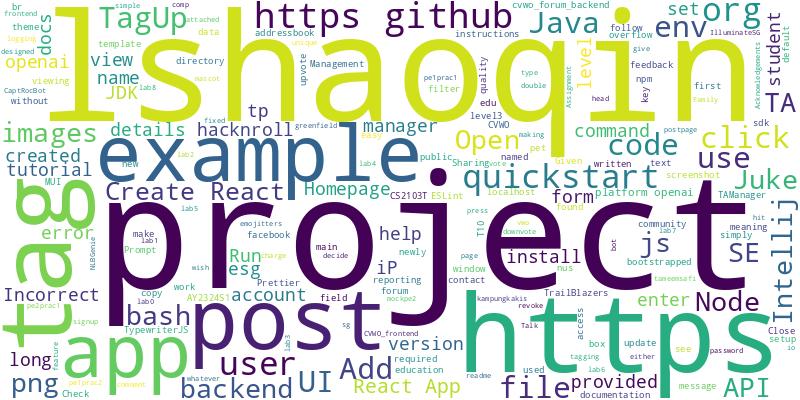 lshaoqin
project
https
example
tag
post
app
https github
TagUp
Java
env
org
set
docs
openai
view
name
JDK
details
tp
images
created
tutorial
hacknroll
manager
Open
level
TA
student
command
code
click
use
quickstart
Create React
Homepage
form
platform openai
Juke
js
SE
Intellij
error
Run
esg
help
iP
install
Node
enter
Incorrect
bash
account
user
Add
version
long
png
backend
UI
React App
file
provided
API
br
frontend
theme
viewing
CaptRocBot
without
simple
comp
attached
data
template
directory
addressbook
upvote
Management
instructions
quality
edu
level3
CVWO
filter
pe1prac1
cvwo_forum_backend
follow
overflow
give
feedback
npm
key
first
IlluminateSG
default
Acknowledgements
Assignment
type
double
head
Family
sdk
postpage
unique
mascot
logging
designed
lab8
fixed
greenfield
easy
public
Sharing
vote
named
making
pet
Given
written
text
screenshot
MUI
new
lab2
lab4
CS2103T
ESLint
localhost
found
TAManager
lab5
emojitters
facebook
main
decide
press
T10
downvote
page
window
contact
bot
community
lab7
bootstrapped
hit
meaning
simply
NLBGenie
make
lab1
Prompt
copy
lab0
work
wish
Prettier
AY2324S1
TypewriterJS
field
newly
reporting
forum
mockpe2
charge
sg
CVWO_frontend
required
education
lab3
nus
TrailBlazers
kampungkakis
revoke
Talk
access
box
update
either
see
password
tameemsafi
tagging
lab6
used
readme
message
documentation
Close
setup
io
pe2prac1
signup
feature
pe1prac2
comamnt
Check
whatever